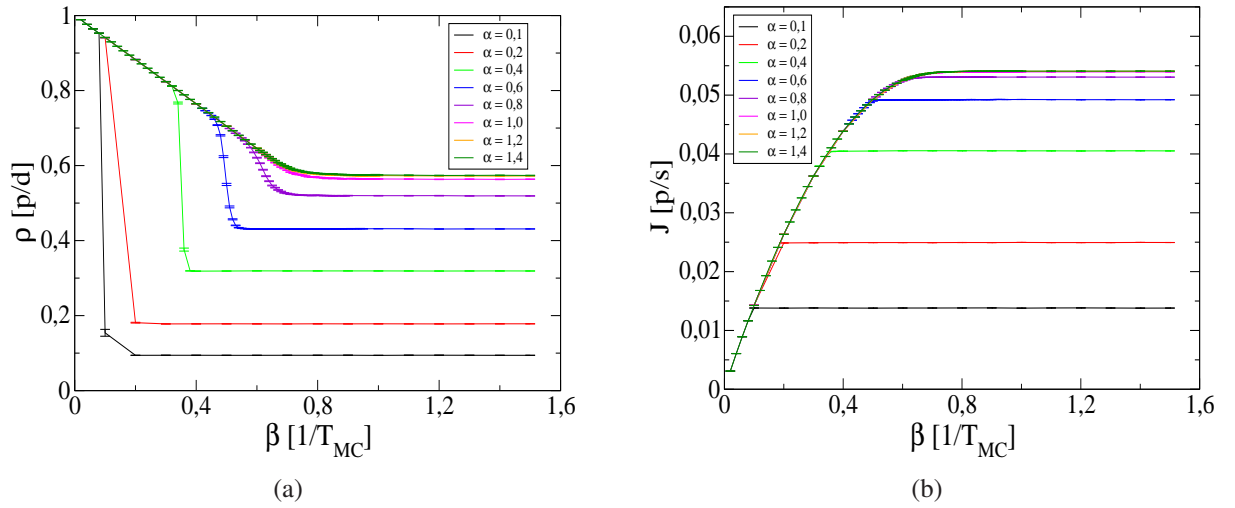 1
0,8
0,6
0,4
0,2
0
ρ [p/d]
0
0,4
0,8
1,2
1,6
β [1/T_MC]
α = 0,1
α = 0,2
α = 0,4
α = 0,6
α = 0,8
α = 1,0
α = 1,2
α = 1,4
(a)
0,06
0,05
0,04
0,03
0,02
0,01
0
J [p/s]
0
0,4
0,8
1,2
1,6
β [1/T_MC]
α = 0,1
α = 0,2
α = 0,4
α = 0,6
α = 0,8
α = 1,0
α = 1,2
α = 1,4
(b)